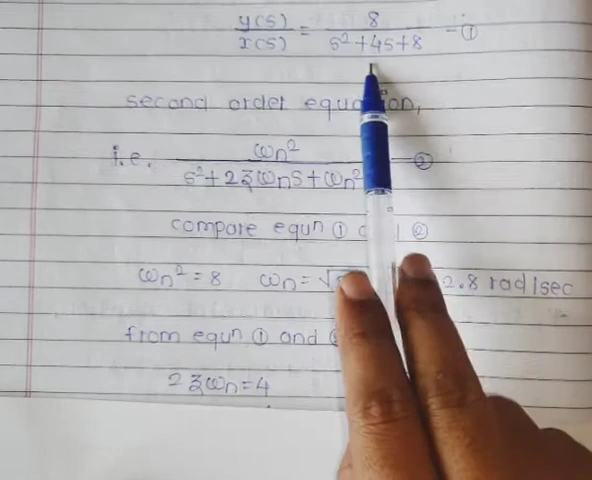 y(s) / x(s) = 8 / s²+4s+8 - ①
second order
i.e. ωn² / s²+2ζωns+ωn² ②
compare equn ① ②
ωn² = 8 ωn = √ 2.8 rad/sec
from equn ① and
2ζωn=4